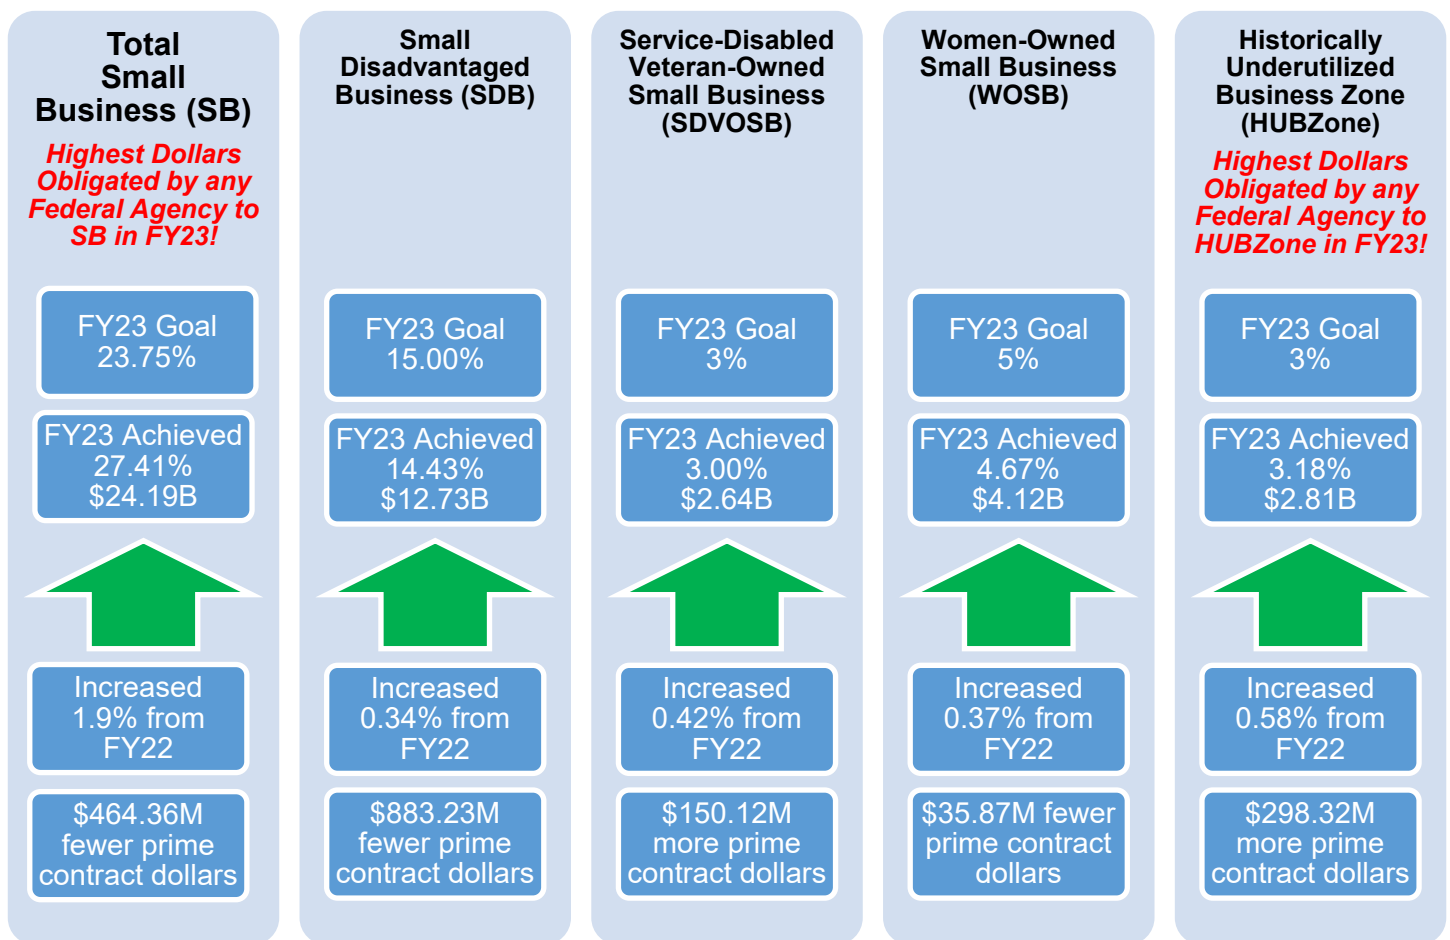 Total
Small
Business (SB)
Highest Dollars
Obligated by any
Federal Agency to
SB in FY23!
FY23 Goal
23.75%
FY23 Achieved
27.41%
$24.19B
Increased
1.9% from
FY22
$464.36M
fewer prime
contract dollars
Small
Disadvantaged
Business (SDB)
FY23 Goal
15.00%
FY23 Achieved
14.43%
$12.73B
Increased
0.34% from
FY22
$883.23M
fewer prime
contract dollars
Service-Disabled
Veteran-Owned
Small Business
(SDVOSB)
FY23 Goal
3%
FY23 Achieved
3.00%
$2.64B
Increased
0.42% from
FY22
$150.12M
more prime
contract dollars
Women-Owned
Small Business
(WOSB)
FY23 Goal
5%
FY23 Achieved
4.67%
$4.12B
Increased
0.37% from
FY22
$35.87M fewer
prime contract
dollars
Historically
Underutilized
Business Zone
(HUBZone)
Highest Dollars
Obligated by any
Federal Agency to
HUBZone in FY23!
FY23 Goal
3%
FY23 Achieved
3.18%
$2.81B
Increased
0.58% from
FY22
$298.32M
more prime
contract dollars